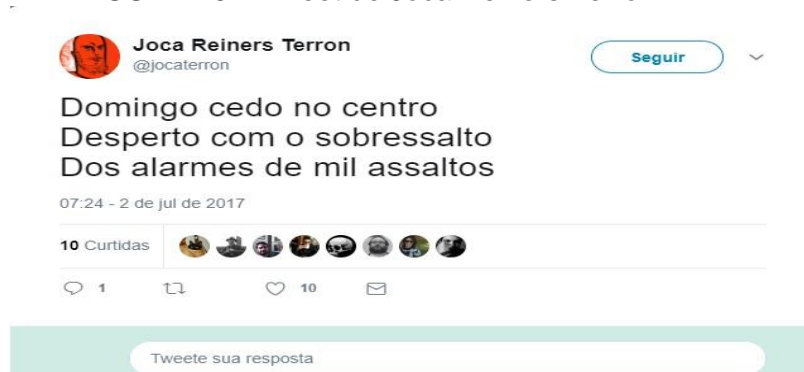 Joca Reiners Terron
@jocaterron
Seguir
Domingo cedo no centro
Desperto com o sobressalto
Dos alarmes de mil assaltos
07:24 - 2 de jul de 2017
10 Curtidas
1
10
Tweete sua resposta